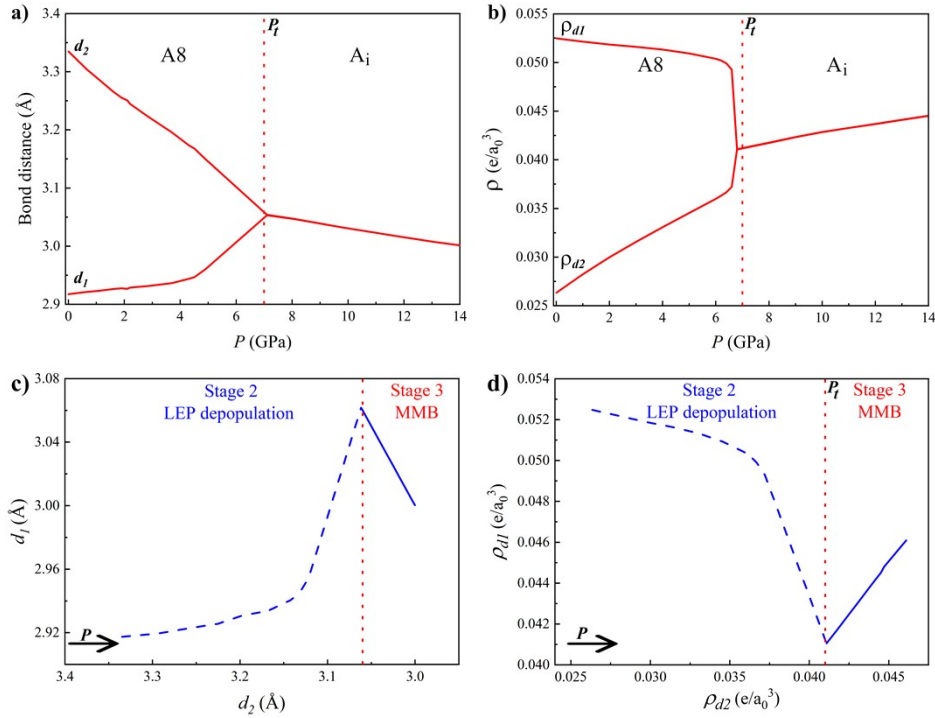 a)
3.4
3.3
3.2
3.1
3.0
2.9
Bond distance (Å)
d₂
d₁
A8
Pₜ
Aᵢ
0 2 4 6 8 10 12 14
P (GPa)
b)
0.055
0.050
0.045
0.040
0.035
0.030
0.025
ρ (e/a₀³)
ρd1
ρd2
A8
Pₜ
Aᵢ
0 2 4 6 8 10 12 14
P (GPa)
c)
3.08
3.04
3.00
2.96
2.92
d₁ (Å)
Stage 2
LEP depopulation
Stage 3
MMB
P
3.4 3.3 3.2 3.1 3.0
d₂ (Å)
d)
0.054
0.052
0.050
0.048
0.046
0.044
0.042
0.040
ρd1 (e/a₀³)
Stage 2
LEP depopulation
Pₜ
Stage 3
MMB
P
0.025 0.030 0.035 0.040 0.045
ρd2 (e/a₀³)